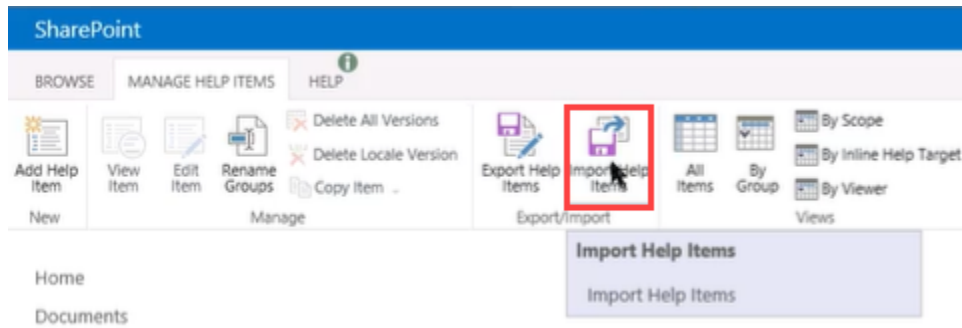 SharePoint
BROWSE MANAGE HELP ITEMS HELP i
Add Help Item
View Item
Edit Item
Rename Groups
Delete All Versions
Delete Locale Version
Copy Item
Export Help Items
Import Help Items
All Items
By Group
By Scope
By Inline Help Target
By Viewer
New Manage Export/Import Views
Import Help Items
Import Help Items
Home
Documents